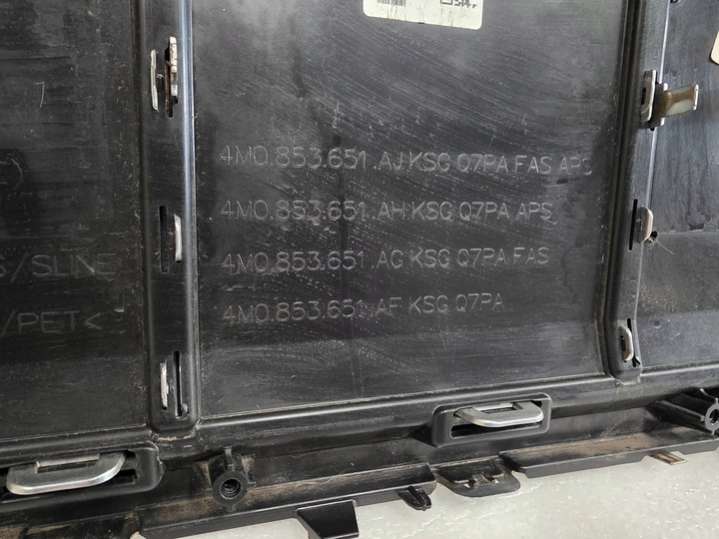 4M0.853.651 .AJ KSG Q7PA FAS APS
4M0.853.651 .AH KSG Q7PA APS
4M0.853.651 .AG KSG Q7PA FAS
/SLINE
4M0.853.651 .AF KSG Q7PA
/PET<